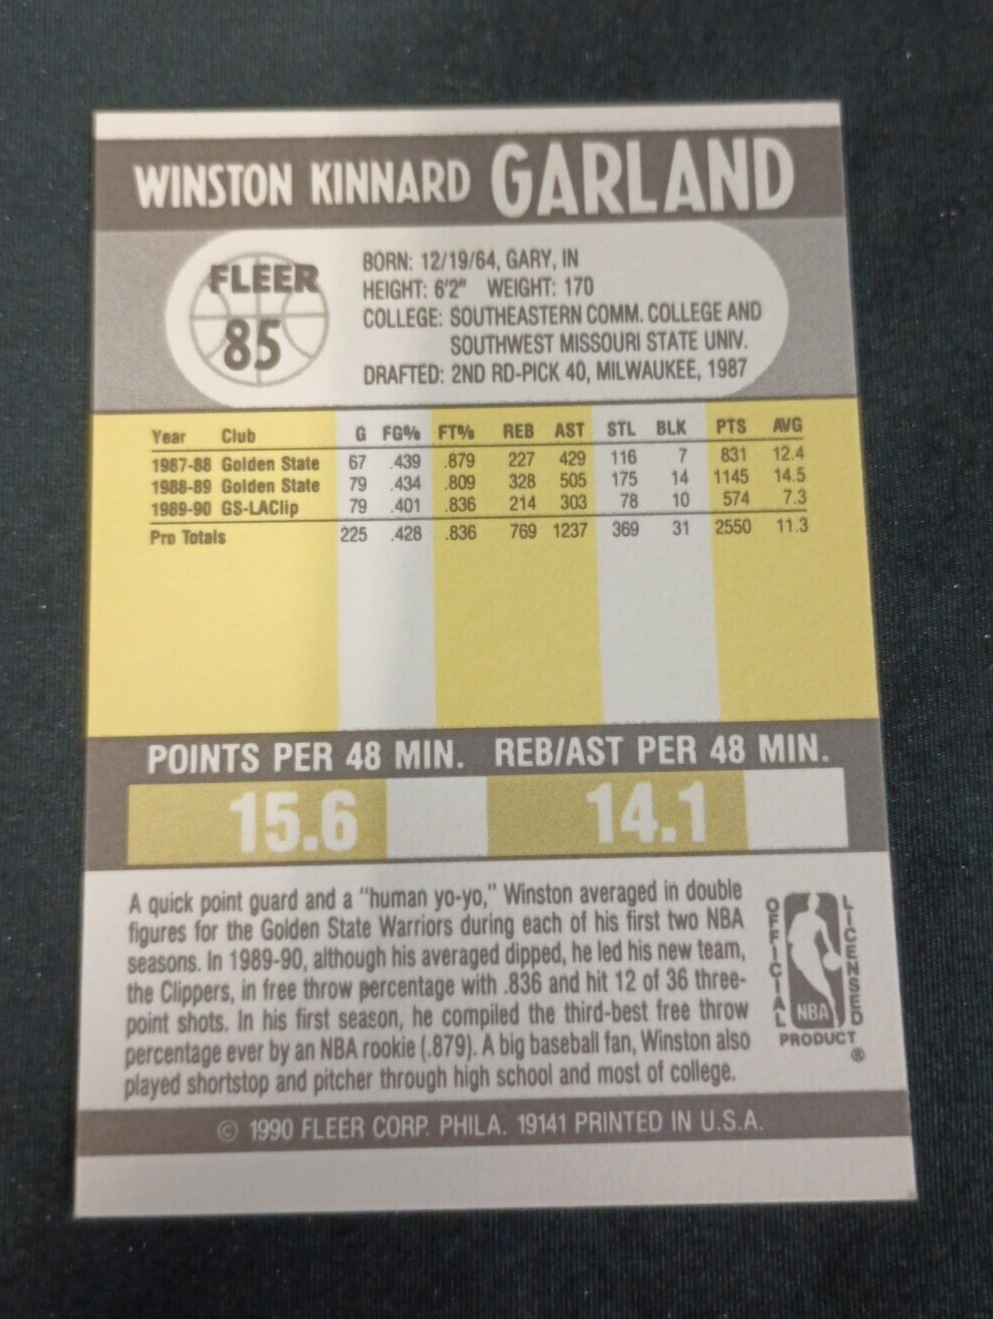 WINSTON KINNARD GARLAND
FLEER
85
BORN: 12/19/64, GARY, IN
HEIGHT: 6'2" WEIGHT: 170
COLLEGE: SOUTHEASTERN COMM. COLLEGE AND
SOUTHWEST MISSOURI STATE UNIV.
DRAFTED: 2ND RD-PICK 40, MILWAUKEE, 1987
Year Club G FG% FT% REB AST STL BLK PTS AVG
1987-88 Golden State 67 .439 .879 227 429 116 7 831 12.4
1988-89 Golden State 79 .434 .809 328 505 175 14 1145 14.5
1989-90 GS-LAClip 79 .401 .836 214 303 78 10 574 7.3
Pro Totals 225 .428 .836 769 1237 369 31 2550 11.3
POINTS PER 48 MIN. REB/AST PER 48 MIN.
15.6 14.1
A quick point guard and a "human yo-yo," Winston averaged in double
figures for the Golden State Warriors during each of his first two NBA
seasons. In 1989-90, although his averaged dipped, he led his new team,
the Clippers, in free throw percentage with .836 and hit 12 of 36 three-
point shots. In his first season, he compiled the third-best free throw
percentage ever by an NBA rookie (.879). A big baseball fan, Winston also
played shortstop and pitcher through high school and most of college.
OFFICIAL LICENSED
NBA
PRODUCT
®
© 1990 FLEER CORP. PHILA. 19141 PRINTED IN U.S.A.